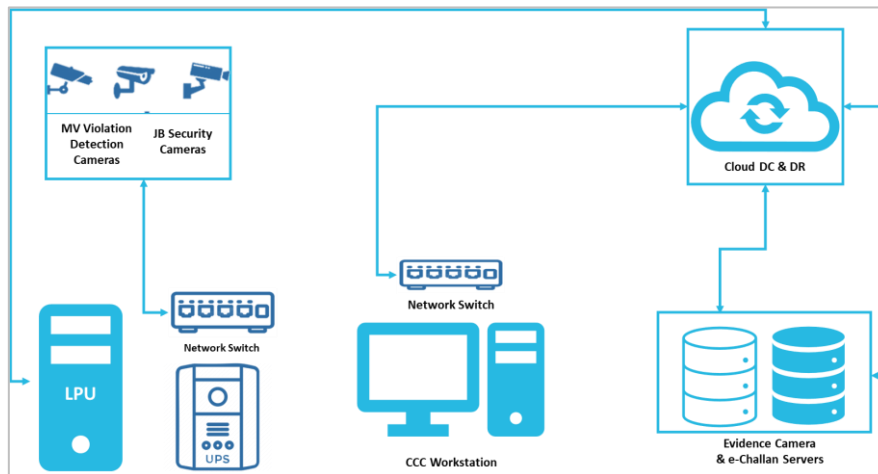 MV Violation
Detection
Cameras
JB Security
Cameras
Cloud DC & DR
Network Switch
Network Switch
LPU
UPS
CCC Workstation
Evidence Camera
& e-Challan Servers